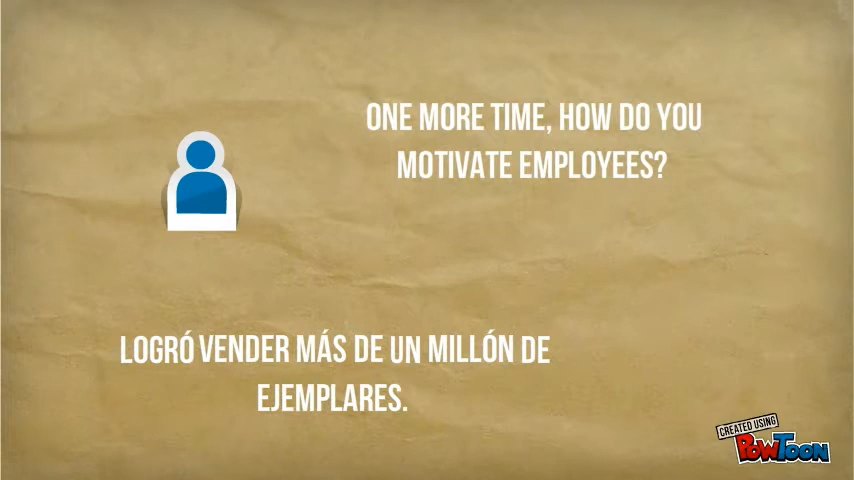 ONE MORE TIME, HOW DO YOU
MOTIVATE EMPLOYEES?
LOGRÓ VENDER MÁS DE UN MILLÓN DE
EJEMPLARES.
CREATED USING
POWTOON